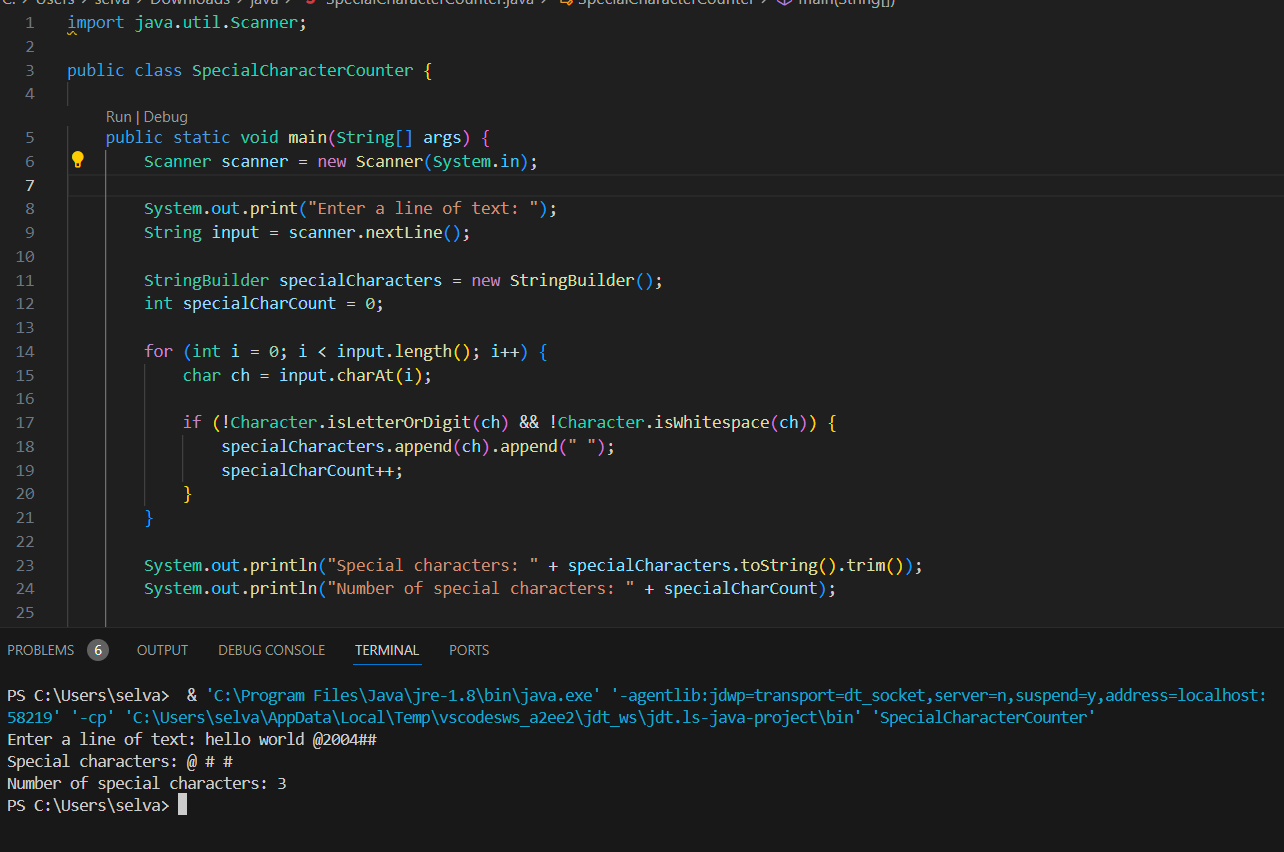 C: > Users > selva > Downloads > java > SpecialCharacterCounter.java > SpecialCharacterCounter > main(String[])
1 import java.util.Scanner;
2
3 public class SpecialCharacterCounter {
4
Run | Debug
5 public static void main(String[] args) {
6 Scanner scanner = new Scanner(System.in);
7
8 System.out.print("Enter a line of text: ");
9 String input = scanner.nextLine();
10
11 StringBuilder specialCharacters = new StringBuilder();
12 int specialCharCount = 0;
13
14 for (int i = 0; i < input.length(); i++) {
15 char ch = input.charAt(i);
16
17 if (!Character.isLetterOrDigit(ch) && !Character.isWhitespace(ch)) {
18 specialCharacters.append(ch).append(" ");
19 specialCharCount++;
20 }
21 }
22
23 System.out.println("Special characters: " + specialCharacters.toString().trim());
24 System.out.println("Number of special characters: " + specialCharCount);
25
PROBLEMS 6 OUTPUT DEBUG CONSOLE TERMINAL PORTS
PS C:\Users\selva>  & 'C:\Program Files\Java\jre-1.8\bin\java.exe' '-agentlib:jdwp=transport=dt_socket,server=n,suspend=y,address=localhost:
58219' '-cp' 'C:\Users\selva\AppData\Local\Temp\vscodesws_a2ee2\jdt_ws\jdt.ls-java-project\bin' 'SpecialCharacterCounter'
Enter a line of text: hello world @2004##
Special characters: @ # #
Number of special characters: 3
PS C:\Users\selva>